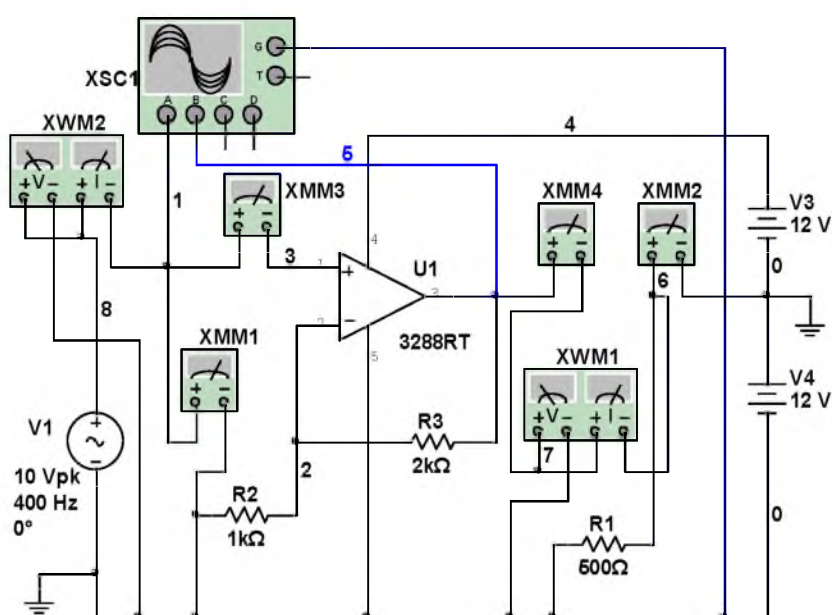 XSC1
G
T
A B C D
XWM2
+V- +I-
1
5
4
XMM3
+ -
3
1
4
U1
3
2
5
3288RT
XMM4
+ -
XMM2
+ -
6
V3
12 V
0
8
XMM1
+ -
XWM1
+V- +I-
7
V4
12 V
V1
10 Vpk
400 Hz
0°
R3
2kΩ
2
R2
1kΩ
R1
500Ω
0